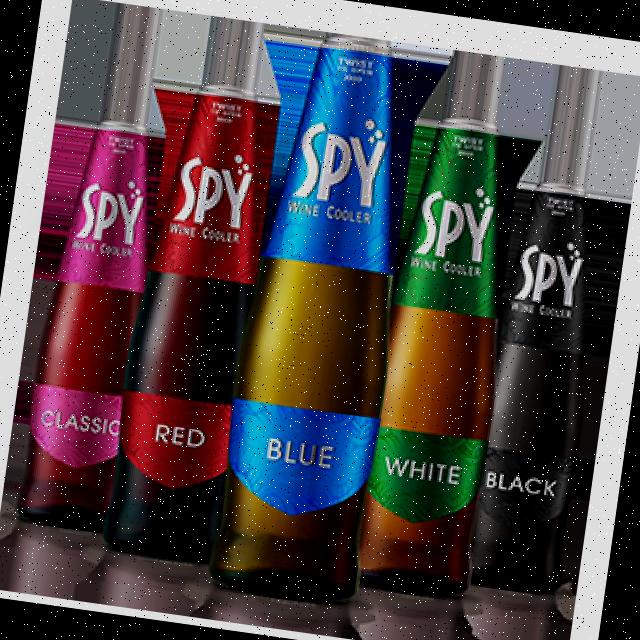 SPY
WINE COOLER
CLASSIC
SPY
WINE COOLER
RED
SPY
WINE COOLER
BLUE
SPY
WINE COOLER
WHITE
SPY
WINE COOLER
BLACK